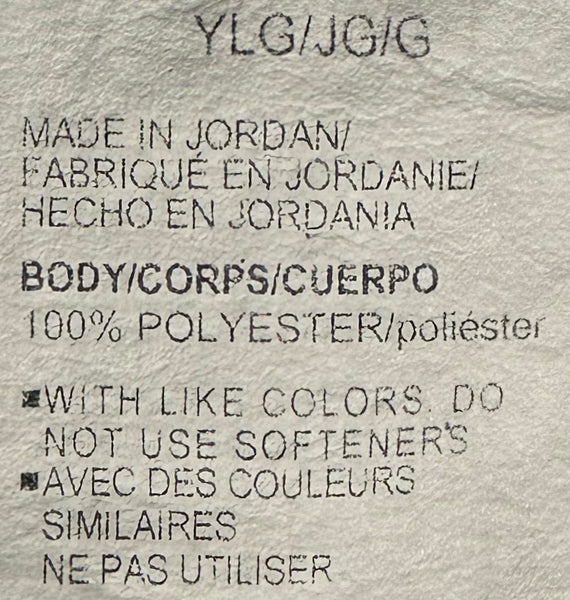 YLG/JG/G
MADE IN JORDAN/
FABRIQUÉ EN JORDANIE/
HECHO EN JORDANIA
BODY/CORPS/CUERPO
100% POLYESTER/poliéster
▪WITH LIKE COLORS. DO
NOT USE SOFTENERS
▪AVEC DES COULEURS
SIMILAIRES
NE PAS UTILISER